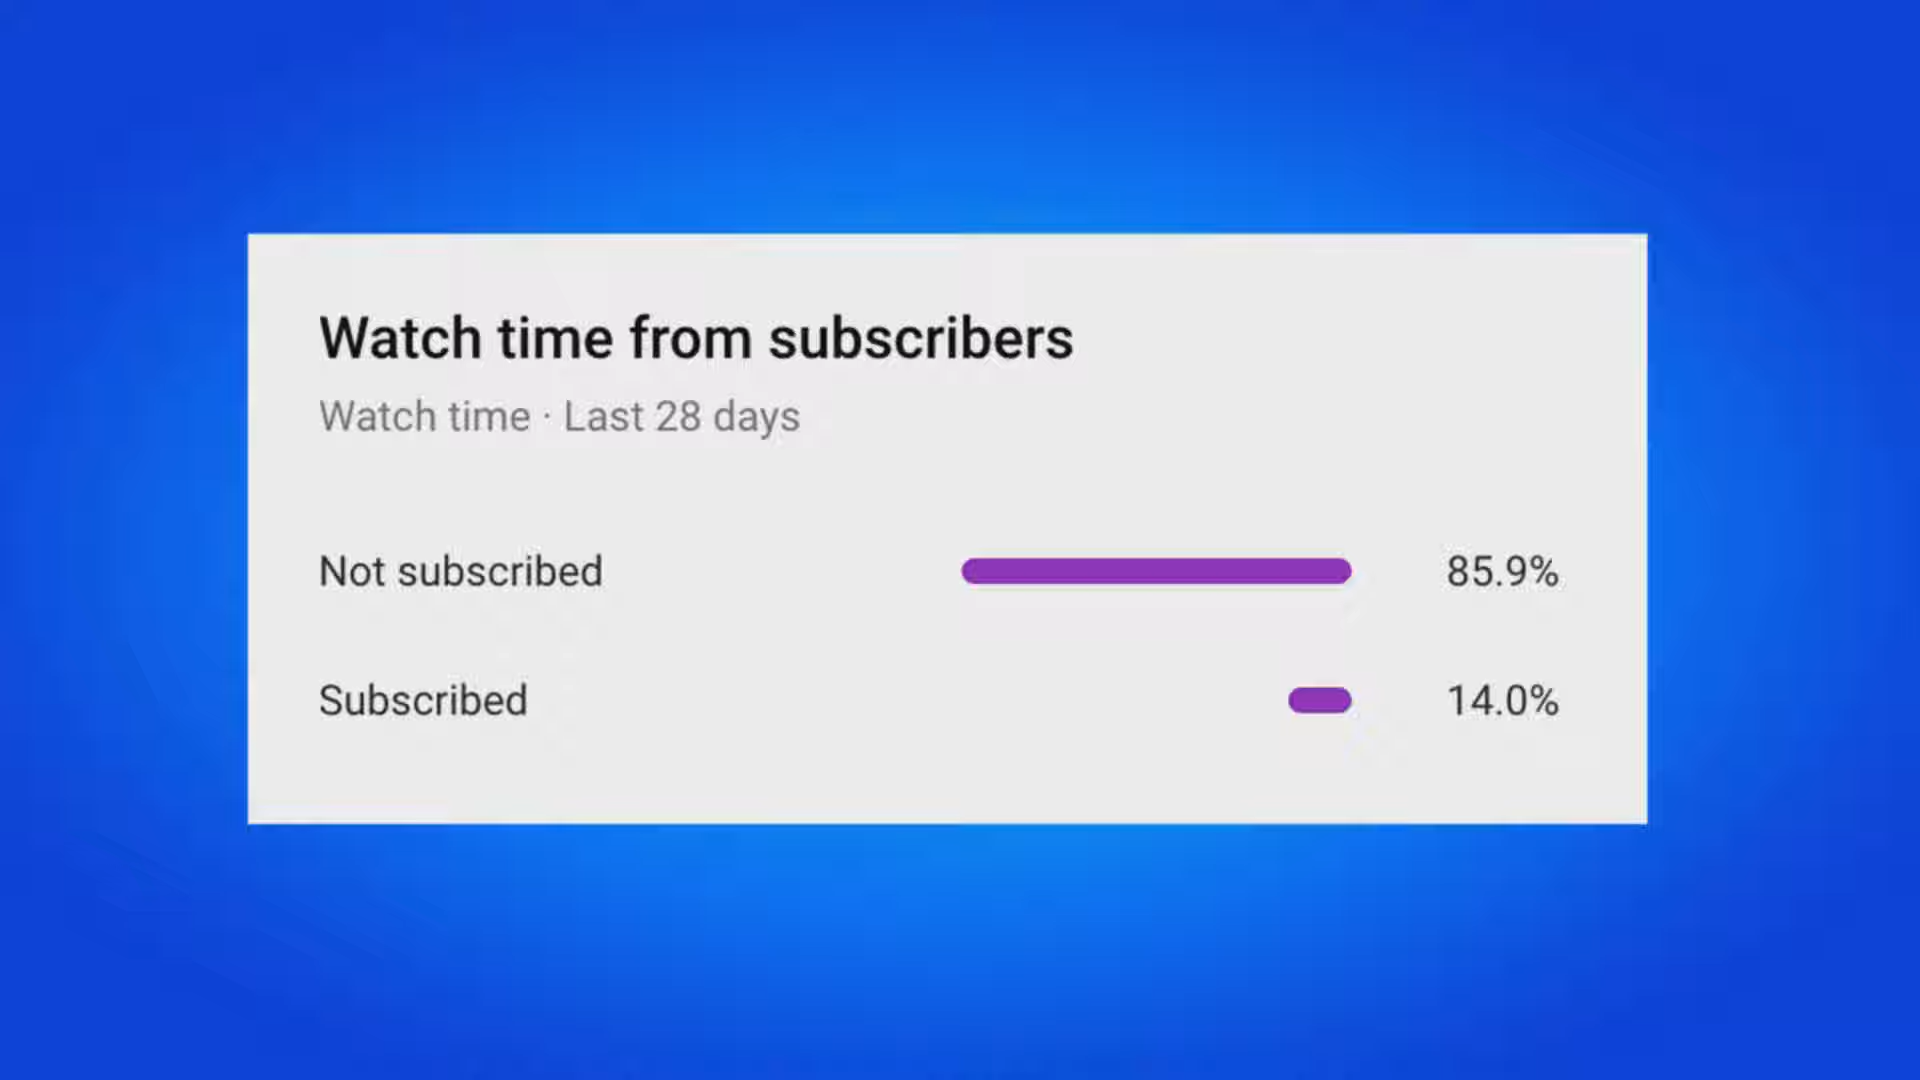 Watch time from subscribers
Watch time · Last 28 days
Not subscribed 85.9%
Subscribed 14.0%